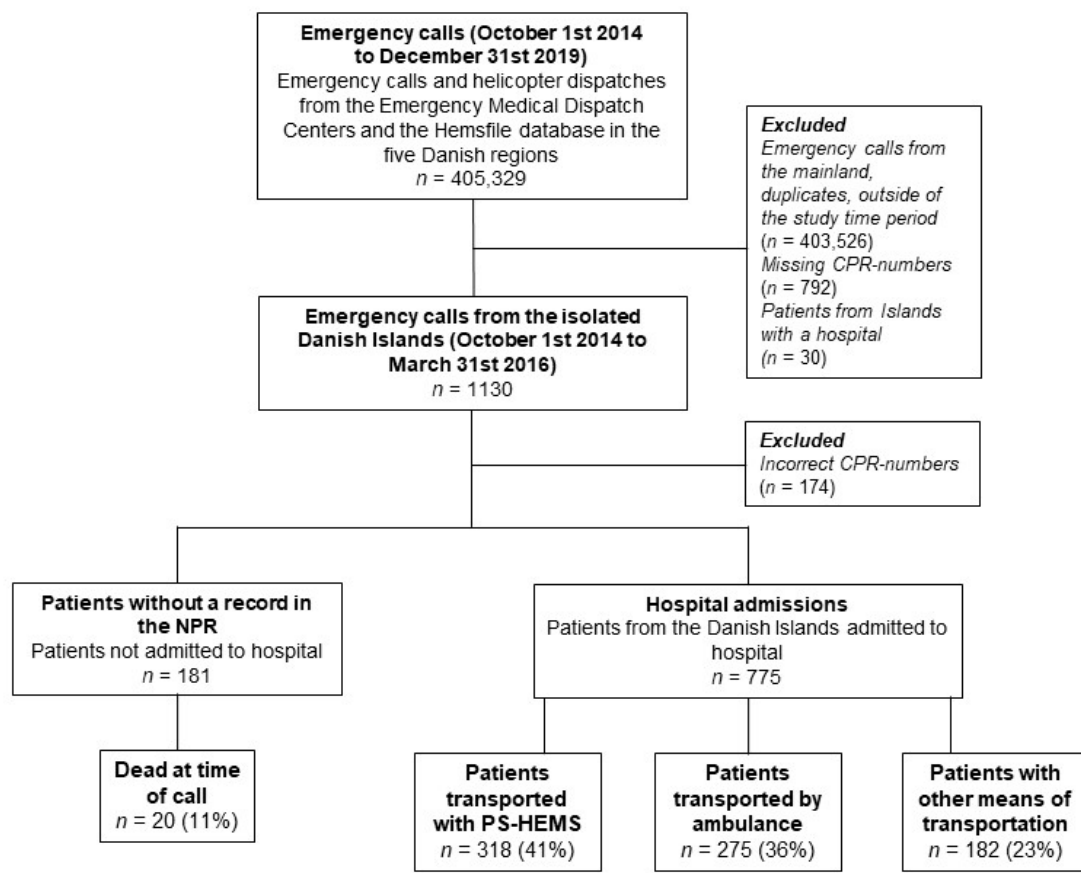 Emergency calls (October 1st 2014
to December 31st 2019)
Emergency calls and helicopter dispatches
from the Emergency Medical Dispatch
Centers and the Hemsfile database in the
five Danish regions
n = 405,329
Excluded
Emergency calls from
the mainland,
duplicates, outside of
the study time period
(n = 403,526)
Missing CPR-numbers
(n = 792)
Patients from Islands
with a hospital
(n = 30)
Emergency calls from the isolated
Danish Islands (October 1st 2014 to
March 31st 2016)
n = 1130
Excluded
Incorrect CPR-numbers
(n = 174)
Patients without a record in
the NPR
Patients not admitted to hospital
n = 181
Hospital admissions
Patients from the Danish Islands admitted to
hospital
n = 775
Dead at time
of call
n = 20 (11%)
Patients
transported
with PS-HEMS
n = 318 (41%)
Patients
transported by
ambulance
n = 275 (36%)
Patients with
other means of
transportation
n = 182 (23%)